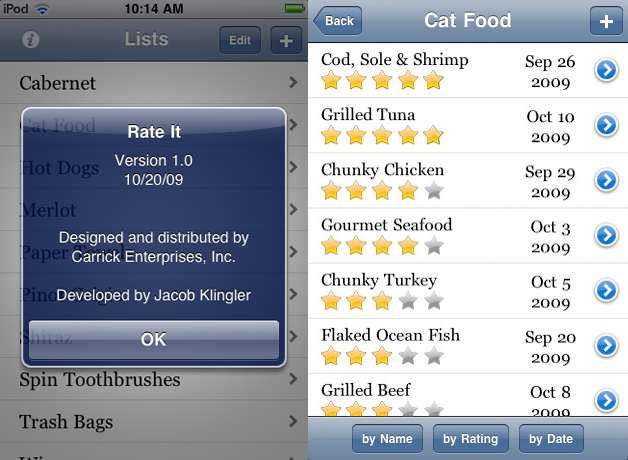 iPod
10:14 AM
Lists
Edit
+
Cabernet
Cat Food
Hot Dogs
Merlot
Paper
Shiraz
Spin Toothbrushes
Trash Bags
Rate It
Version 1.0
10/20/09
Designed and distributed by
Carrick Enterprises, Inc.
Developed by Jacob Klingler
OK
Back
Cat Food
+
Cod, Sole & Shrimp
Sep 26
2009
Grilled Tuna
Oct 10
2009
Chunky Chicken
Sep 29
2009
Gourmet Seafood
Oct 3
2009
Chunky Turkey
Oct 5
2009
Flaked Ocean Fish
Sep 20
2009
Grilled Beef
Oct 8
2009
by Name
by Rating
by Date